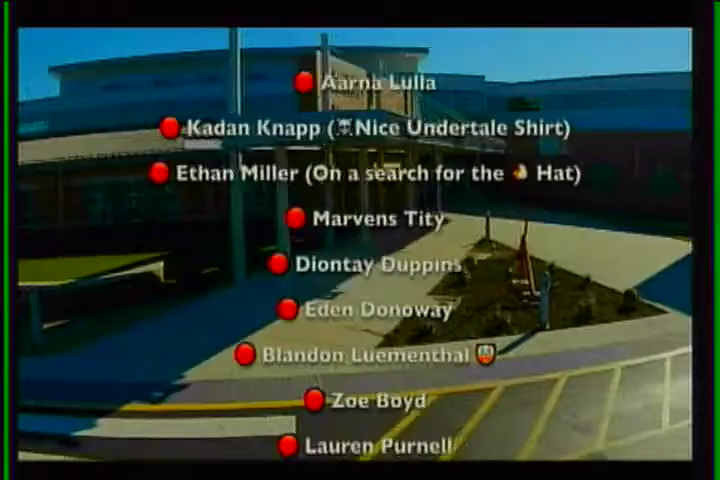 Aarna Lulla
Kadan Knapp (Nice Undertale Shirt)
Ethan Miller (On a search for the Hat)
Marvens Tity
Diontay Duppins
Eden Donoway
Blandon Luementhal
Zoe Boyd
Lauren Purnell